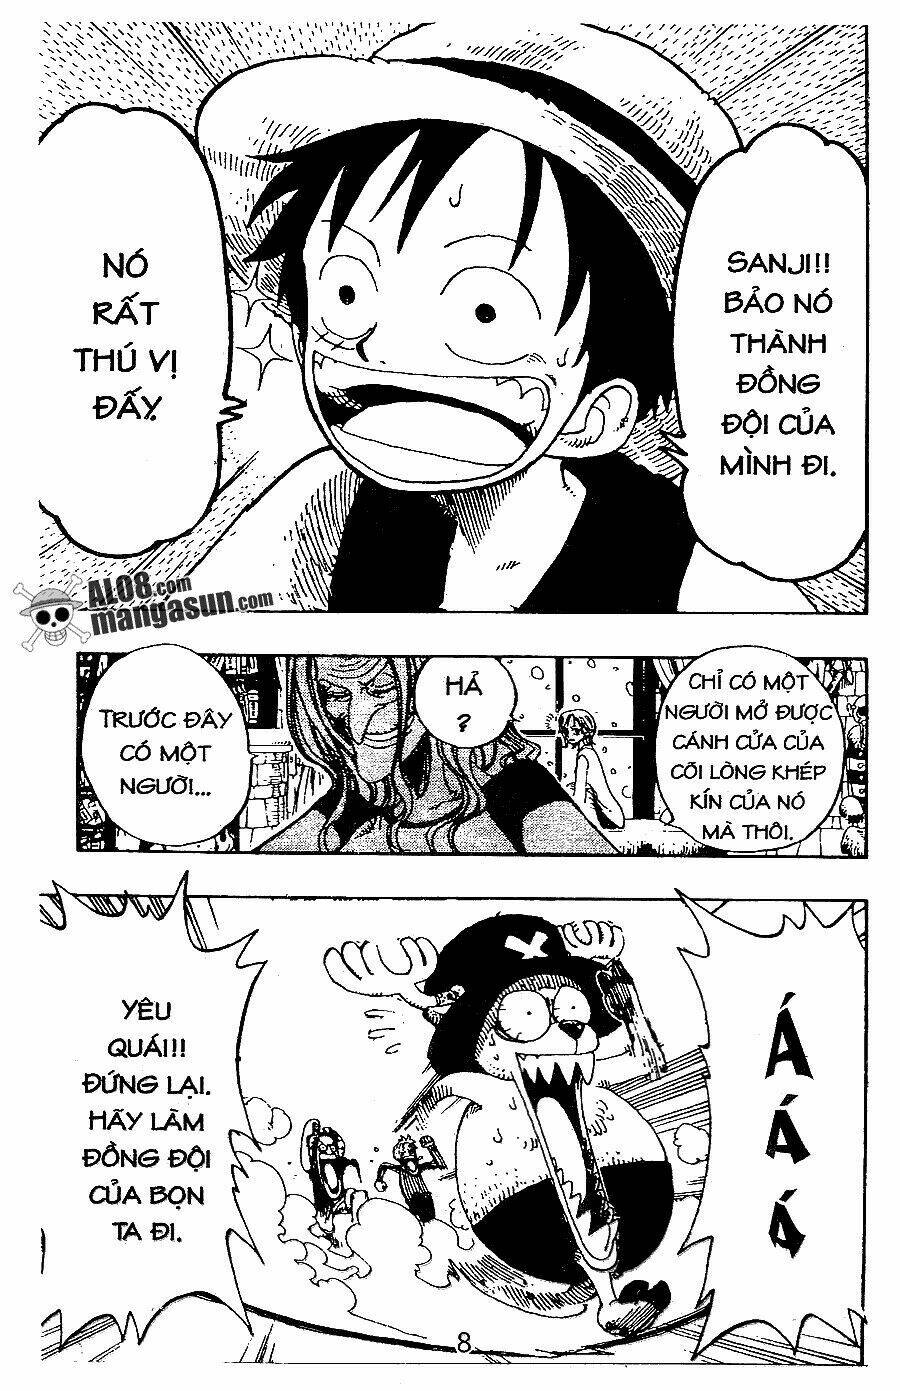 SANJI!!!
BẢO NÓ
THÀNH
ĐỒNG
ĐỘI CỦA
MÌNH ĐI.
NÓ
RẤT
THÚ VỊ
ĐẤY.
AL08.com
mangasun.com
CHỈ CÓ MỘT
NGƯỜI MỞ ĐƯỢC
CÁNH CỬA CỦA
CÕI LÒNG KHÉP
KÍN CỦA NÓ
MÀ THÔI.
HẢ
?
TRƯỚC ĐÂY
CÓ MỘT
NGƯỜI...
Á
Á
Á
YÊU
QUÁI!!!
ĐỨNG LẠI.
HÃY LÀM
ĐỒNG ĐỘI
CỦA BỌN
TA ĐI.
8